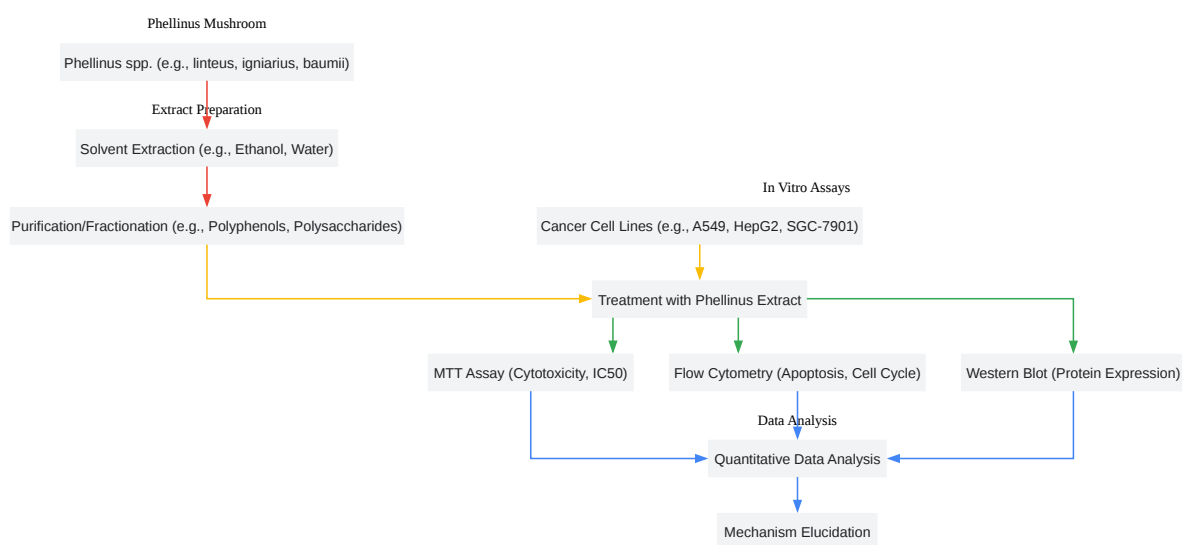 Phellinus Mushroom
Phellinus spp. (e.g., linteus, igniarius, baumii)
Extract Preparation
Solvent Extraction (e.g., Ethanol, Water)
In Vitro Assays
Purification/Fractionation (e.g., Polyphenols, Polysaccharides)
Cancer Cell Lines (e.g., A549, HepG2, SGC-7901)
Treatment with Phellinus Extract
MTT Assay (Cytotoxicity, IC50)
Flow Cytometry (Apoptosis, Cell Cycle)
Western Blot (Protein Expression)
Data Analysis
Quantitative Data Analysis
Mechanism Elucidation